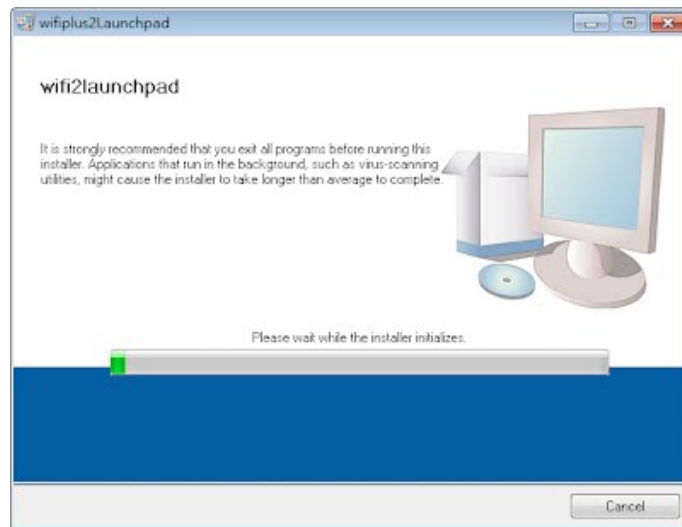 wifiplus2Launchpad
wifi2launchpad
It is strongly recommended that you exit all programs before running this
installer. Applications that run in the background, such as virus-scanning
utilities, might cause the installer to take longer than average to complete.
Please wait while the installer initializes.
Cancel